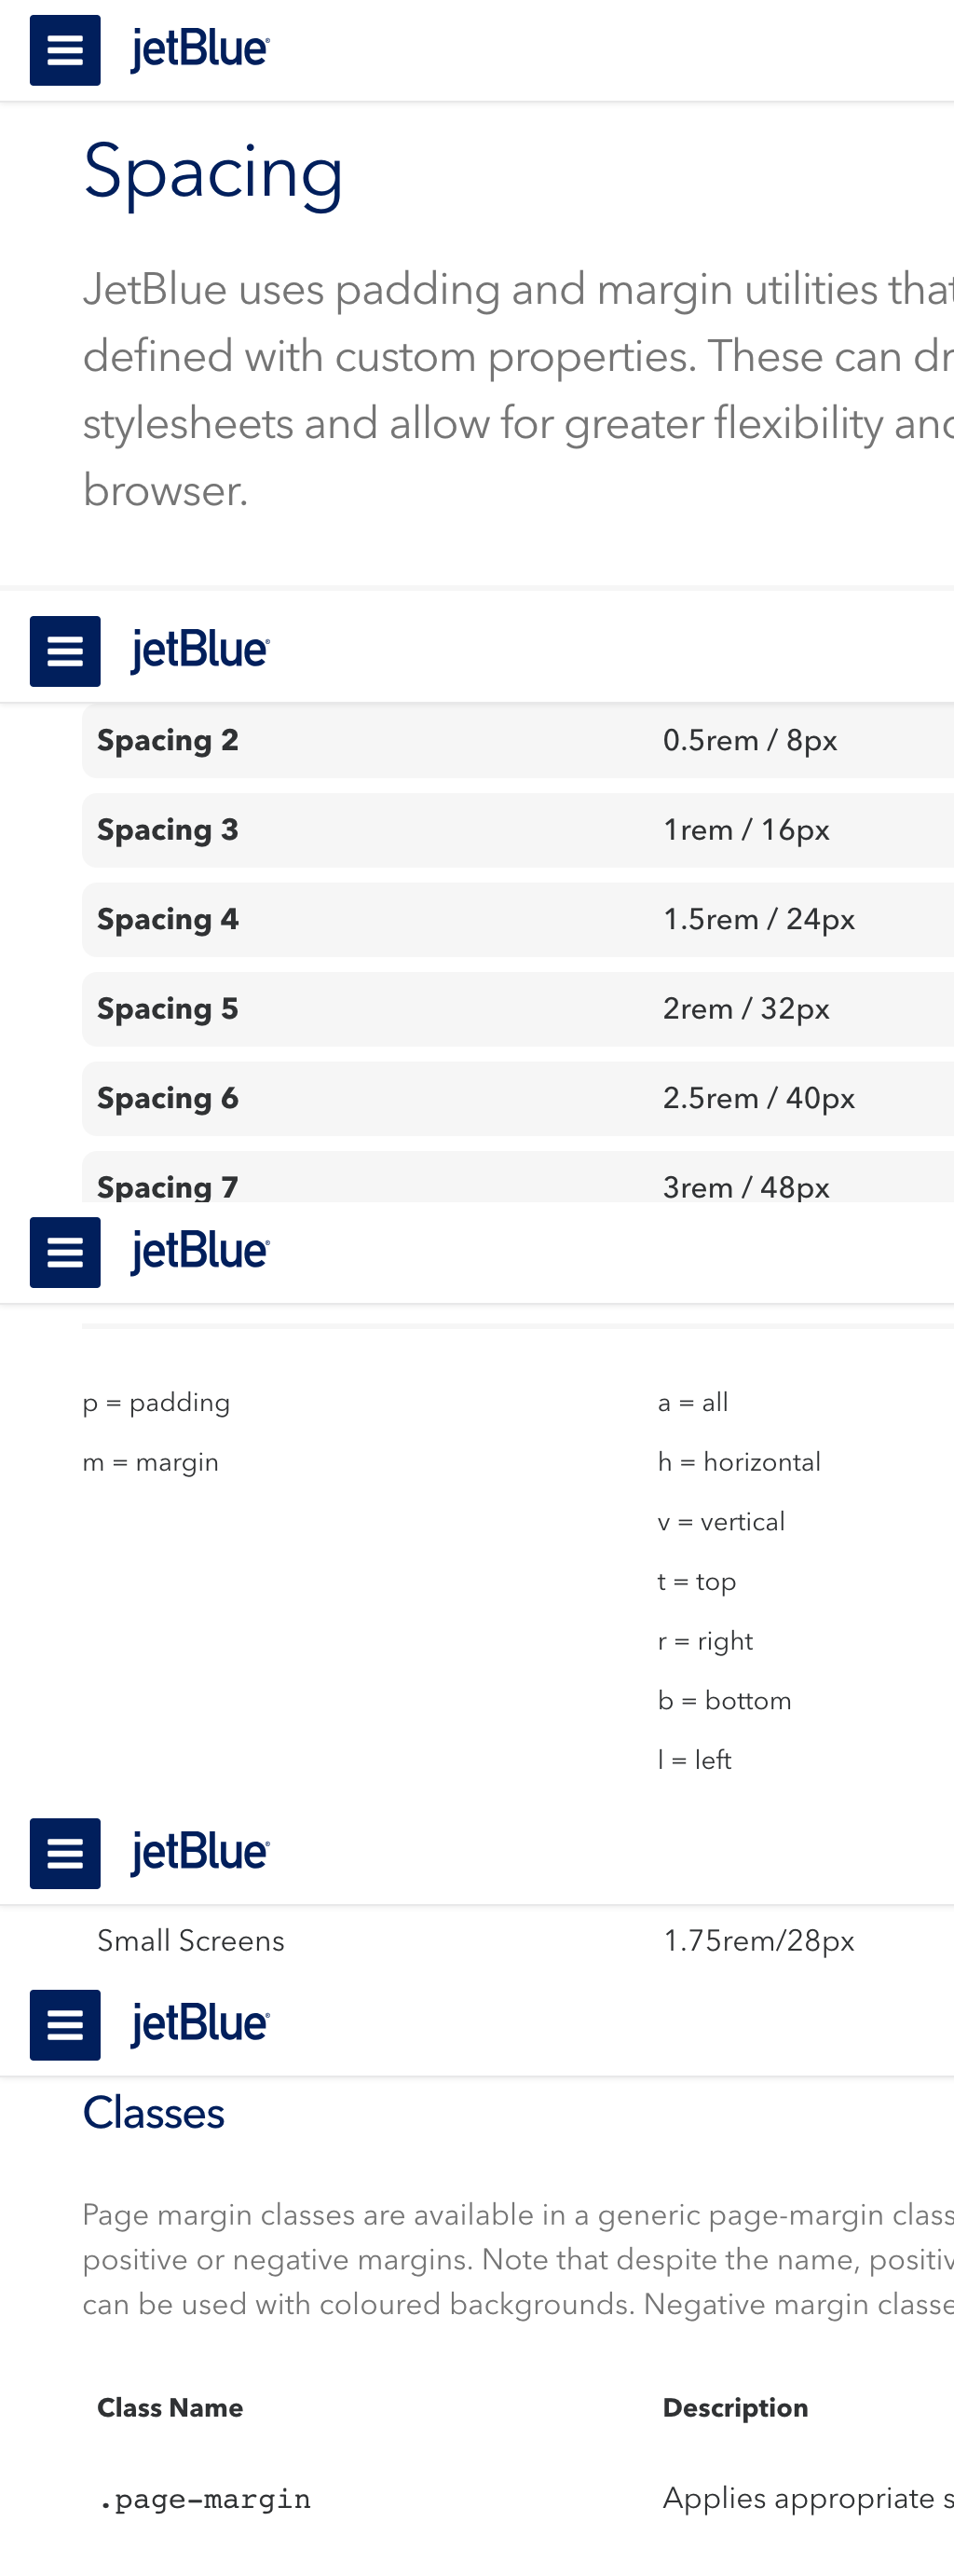 jetBlue
Spacing
JetBlue uses padding and margin utilities that
defined with custom properties. These can
stylesheets and allow for greater flexibility
browser.
jetBlue
Spacing 2 0.5rem / 8px
Spacing 3 1rem / 16px
Spacing 4 1.5rem / 24px
Spacing 5 2rem / 32px
Spacing 6 2.5rem / 40px
Spacing 7 3rem / 48px
jetBlue
p = padding a = all
m = margin h = horizontal
v = vertical
t = top
r = right
b = bottom
l = left
jetBlue
Small Screens 1.75rem/28px
jetBlue
Classes
Page margin classes are available in a generic page-margin class
positive or negative margins. Note that despite the name,
can be used with coloured backgrounds. Negative margin
Class Name Description
.page-margin Applies appropriate